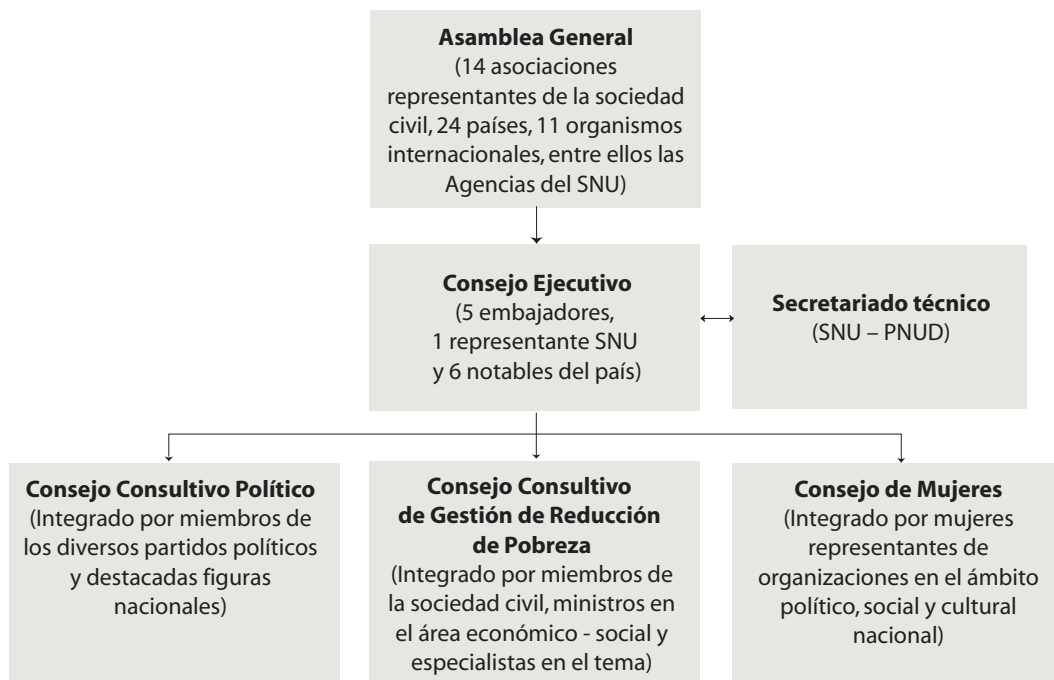 Asamblea General
(14 asociaciones
representantes de la sociedad
civil, 24 países, 11 organismos
internacionales, entre ellos las
Agencias del SNU)
Consejo Ejecutivo
(5 embajadores,
1 representante SNU
y 6 notables del país)
Secretariado técnico
(SNU – PNUD)
Consejo Consultivo Político
(Integrado por miembros de
los diversos partidos políticos
y destacadas figuras
nacionales)
Consejo Consultivo
de Gestión de Reducción
de Pobreza
(Integrado por miembros de
la sociedad civil, ministros en
el área económico - social y
especialistas en el tema)
Consejo de Mujeres
(Integrado por mujeres
representantes de
organizaciones en el ámbito
político, social y cultural
nacional)